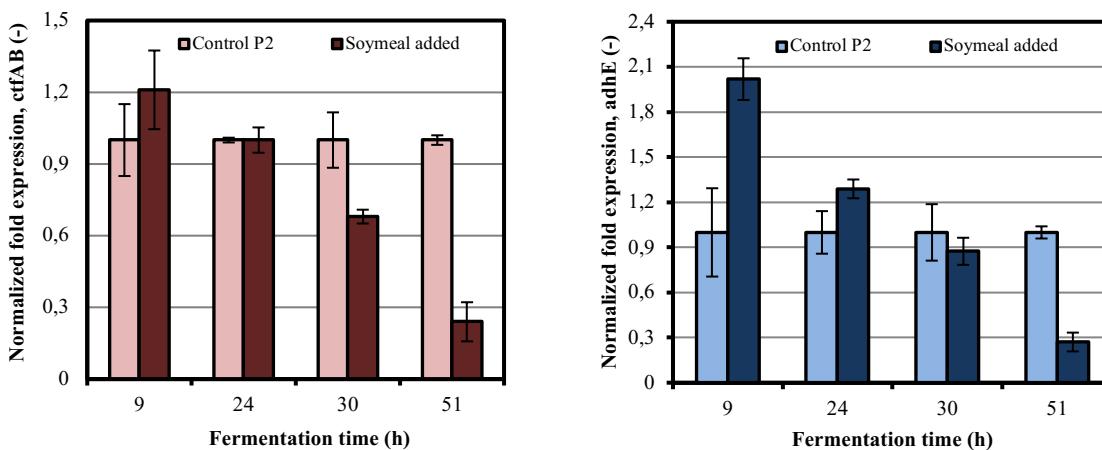 Normalized fold expression, ctfAB (-)
1,5
1,2
0,9
0,6
0,3
0
Control P2 Soymeal added
9 24 30 51
Fermentation time (h)
Normalized fold expression, adhE (-)
2,4
2,1
1,8
1,5
1,2
0,9
0,6
0,3
0
Control P2 Soymeal added
9 24 30 51
Fermentation time (h)